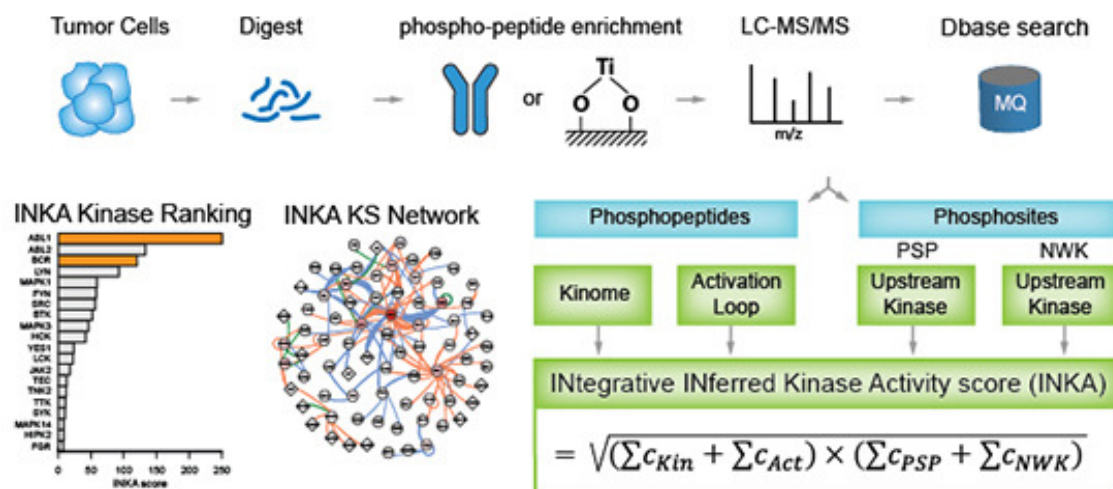 Tumor Cells
Digest
phospho-peptide enrichment
LC-MS/MS
Dbase search
or
Ti
O O
m/z
MQ
INKA Kinase Ranking
ABL1
ABL2
BCR
LYN
MAPK1
FYN
SRC
BTK
MAPK3
HCK
YES1
LCK
JAK2
TEC
TNK2
TTK
SYK
MAPK14
HIPK2
FGR
0 50 100 150 200 250
INKA score
INKA KS Network
Phosphopeptides
Phosphosites
PSP
NWK
Kinome
Activation
Loop
Upstream
Kinase
Upstream
Kinase
INtegrative INferred Kinase Activity score (INKA)
= √(∑c_Kin + ∑c_Act) × (∑c_PSP + ∑c_NWK)